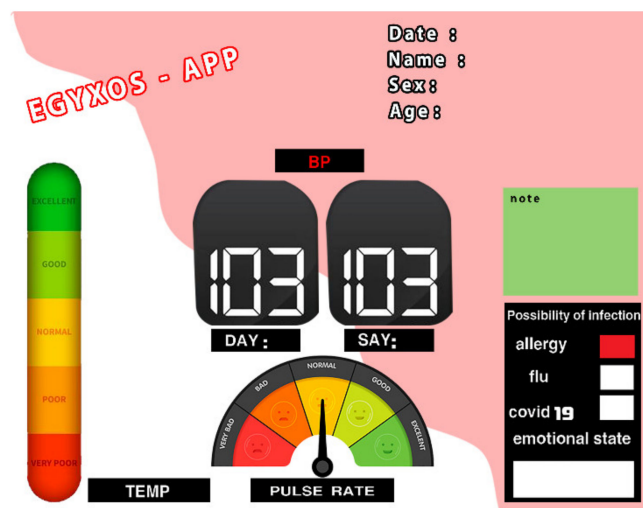 EGYXOS - APP
Date :
Name :
Sex:
Age:
BP
103
103
DAY:
SAY:
EXCELLENT
GOOD
NORMAL
POOR
VERY POOR
VERY BAD
BAD
NORMAL
GOOD
EXCELENT
TEMP
PULSE RATE
note
Possibility of infection
allergy
flu
covid 19
emotional state